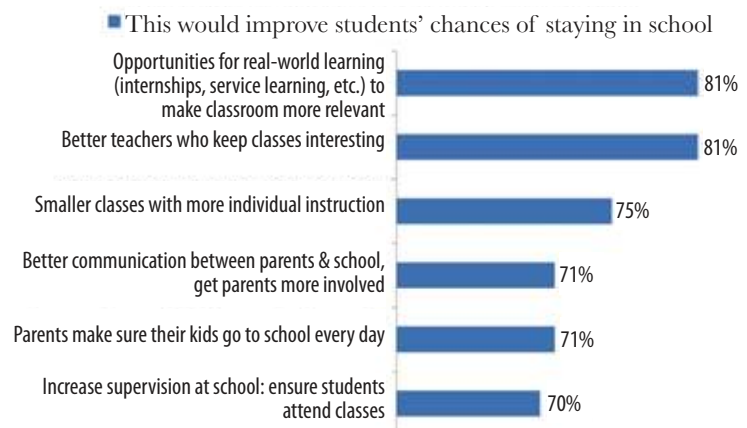 This would improve students’ chances of staying in school
Opportunities for real-world learning
(internships, service learning, etc.) to
make classroom more relevant
81%
Better teachers who keep classes interesting
81%
Smaller classes with more individual instruction
75%
Better communication between parents & school,
get parents more involved
71%
Parents make sure their kids go to school every day
71%
Increase supervision at school: ensure students
attend classes
70%